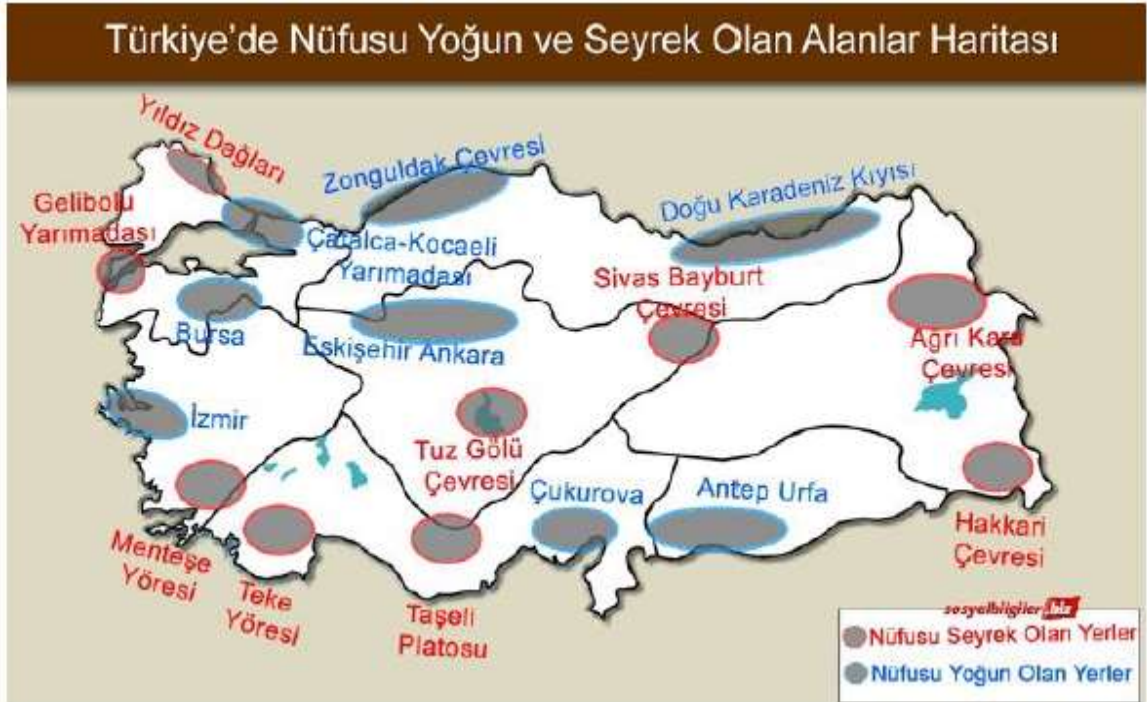 Türkiye'de Nüfusu Yoğun ve Seyrek Olan Alanlar Haritası
Yıldız Dağları
Zonguldak Çevresi
Doğu Karadeniz Kıyısı
Gelibolu
Yarımadası
Çatalca-Kocaeli
Yarımadası
Sivas Bayburt
Çevresi
Bursa
Eskişehir Ankara
Ağrı Kara
Çevresi
İzmir
Tuz Gölü
Çevresi
Çukurova
Antep Urfa
Menteşe
Yöresi
Teke
Yöresi
Taşeli
Platosu
Hakkari
Çevresi
sosyalbilgiler.biz
Nüfusu Seyrek Olan Yerler
Nüfusu Yoğun Olan Yerler